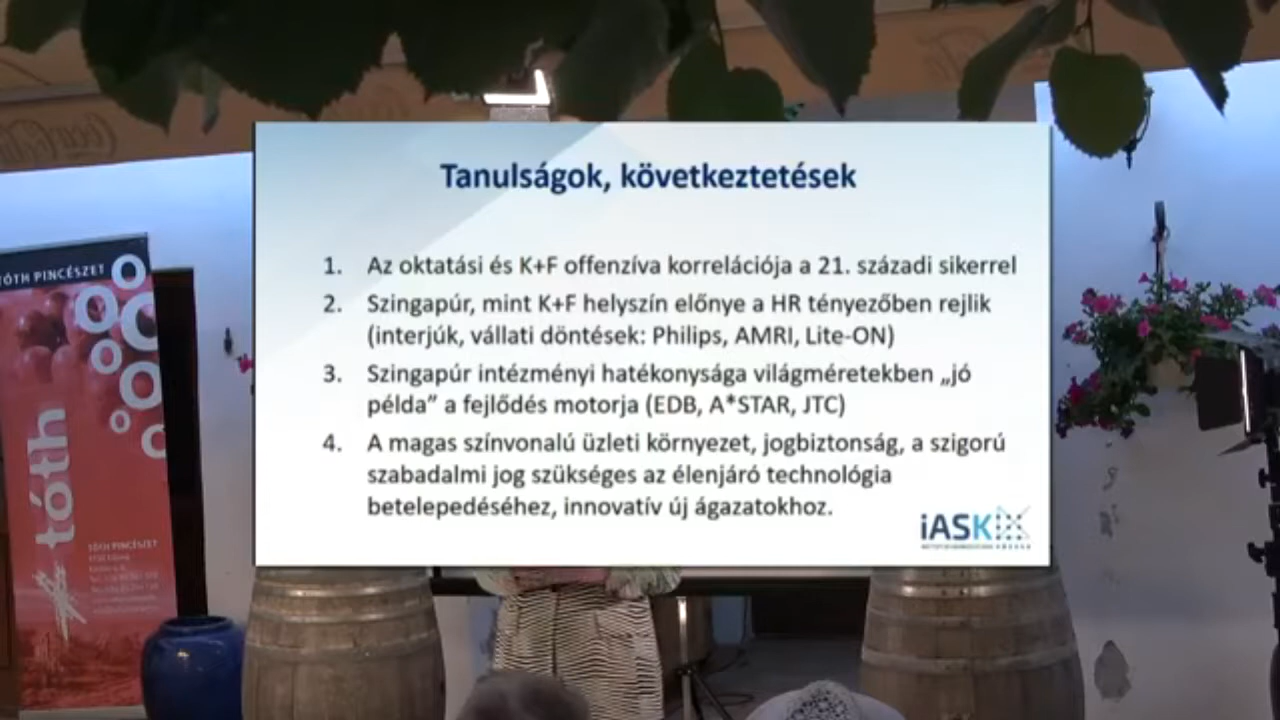 Tanulságok, következtetések
1. Az oktatási és K+F offenzíva korrelációja a 21. századi sikerrel
2. Szingapúr, mint K+F helyszín előnye a HR tényezőben rejlik
(interjúk, vállati döntések: Philips, AMRI, Lite-ON)
3. Szingapúr intézményi hatékonysága világméretekben „jó
példa” a fejlődés motorja (EDB, A*STAR, JTC)
4. A magas színvonalú üzleti környezet, jogbiztonság, a szigorú
szabadalmi jog szükséges az élenjáró technológia
betelepedéséhez, innovatív új ágazatokhoz.
iASK
TÓTH PINCÉSZET
tóth
TÓTH PINCÉSZET